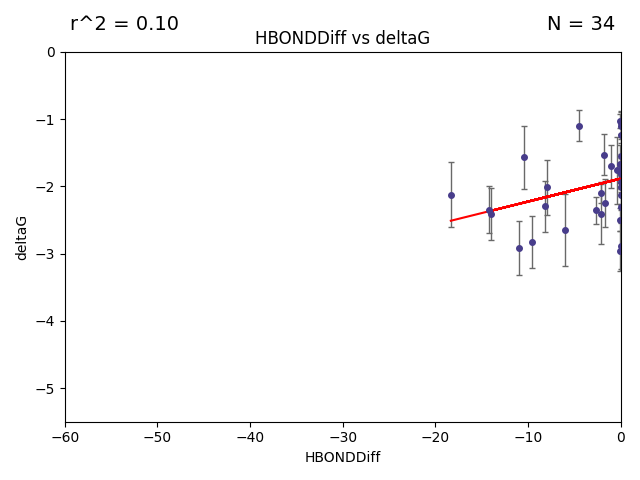 r^2 = 0.10
N = 34
HBONDDiff vs deltaG
deltaG
0
−1
−2
−3
−4
−5
−60
−50
−40
−30
−20
−10
0
HBONDDiff